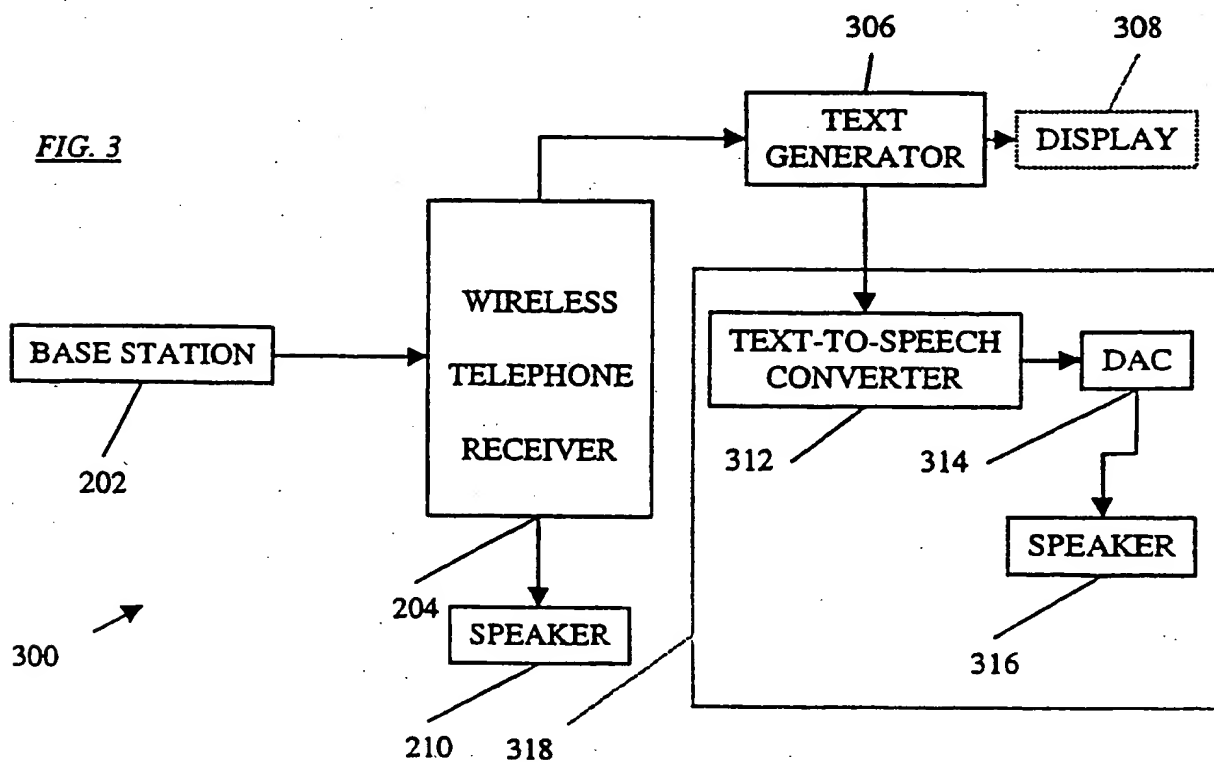 306
308
FIG. 3
TEXT
GENERATOR
DISPLAY
WIRELESS
TELEPHONE
RECEIVER
BASE STATION
TEXT-TO-SPEECH
CONVERTER
DAC
202
312
314
SPEAKER
204
SPEAKER
300
316
210
318